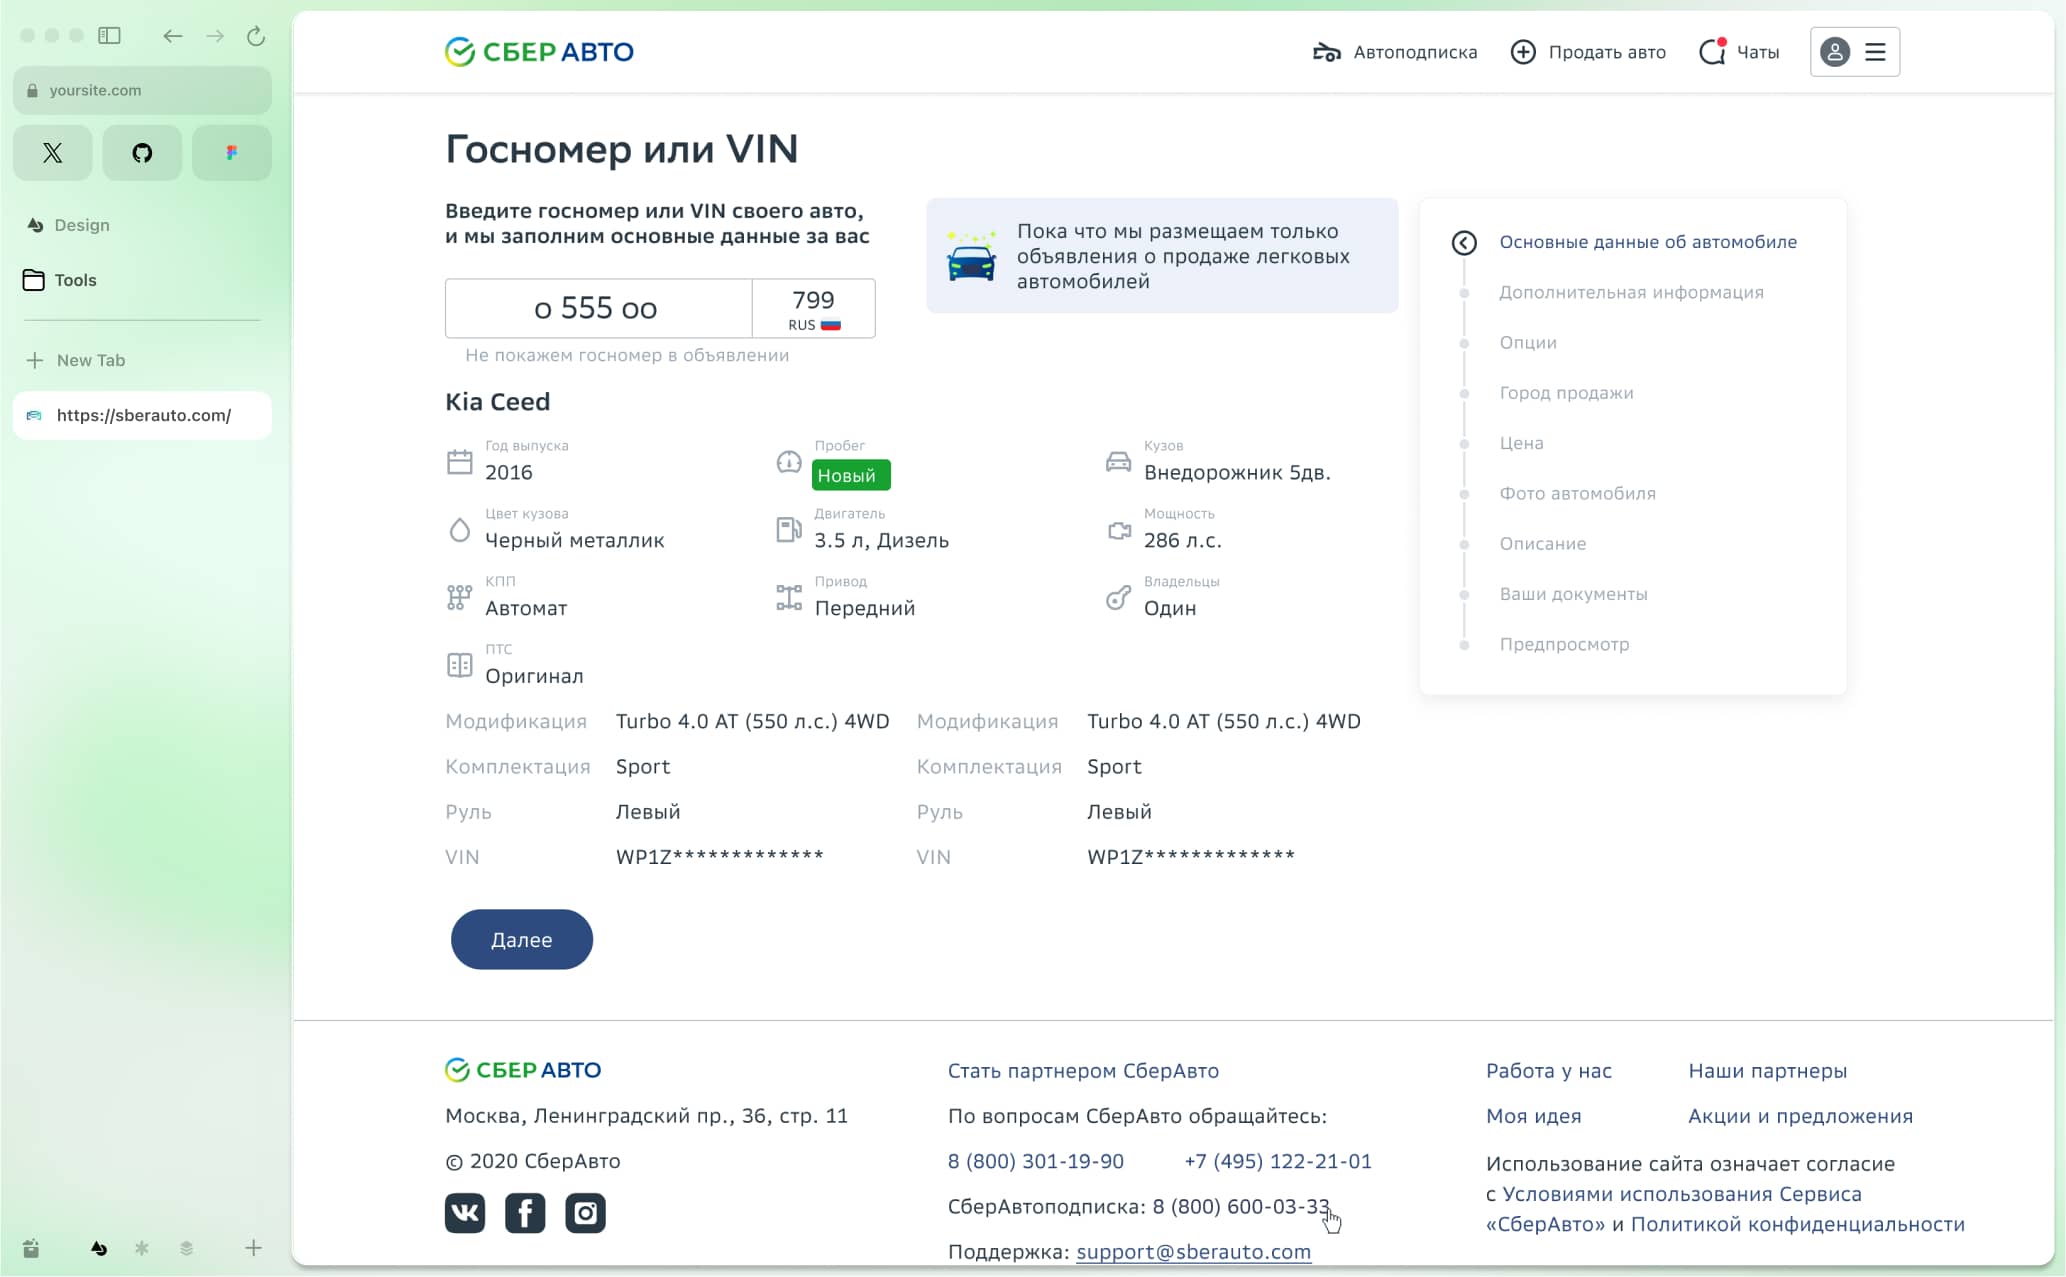 yoursite.com
Design
Tools
New Tab
https://sberauto.com/
СБЕР АВТО
Автоподписка
Продать авто
Чаты
Госномер или VIN
Введите госномер или VIN своего авто,
и мы заполним основные данные за вас
о 555 оо
799
RUS
Не покажем госномер в объявлении
Пока что мы размещаем только
объявления о продаже легковых
автомобилей
Основные данные об автомобиле
Дополнительная информация
Опции
Город продажи
Цена
Фото автомобиля
Описание
Ваши документы
Предпросмотр
Kia Ceed
Год выпуска
2016
Пробег
Новый
Кузов
Внедорожник 5дв.
Цвет кузова
Черный металлик
Двигатель
3.5 л, Дизель
Мощность
286 л.с.
КПП
Автомат
Привод
Передний
Владельцы
Один
ПТС
Оригинал
Модификация Turbo 4.0 AT (550 л.с.) 4WD
Комплектация Sport
Руль Левый
VIN WP1Z*************
Модификация Turbo 4.0 AT (550 л.с.) 4WD
Комплектация Sport
Руль Левый
VIN WP1Z*************
Далее
СБЕР АВТО
Москва, Ленинградский пр., 36, стр. 11
© 2020 СберАвто
Стать партнером СберАвто
По вопросам СберАвто обращайтесь:
8 (800) 301-19-90 +7 (495) 122-21-01
СберАвтоподписка: 8 (800) 600-03-33
Поддержка: support@sberauto.com
Работа у нас
Наши партнеры
Моя идея
Акции и предложения
Использование сайта означает согласие
с Условиями использования Сервиса
«СберАвто» и Политикой конфиденциальности